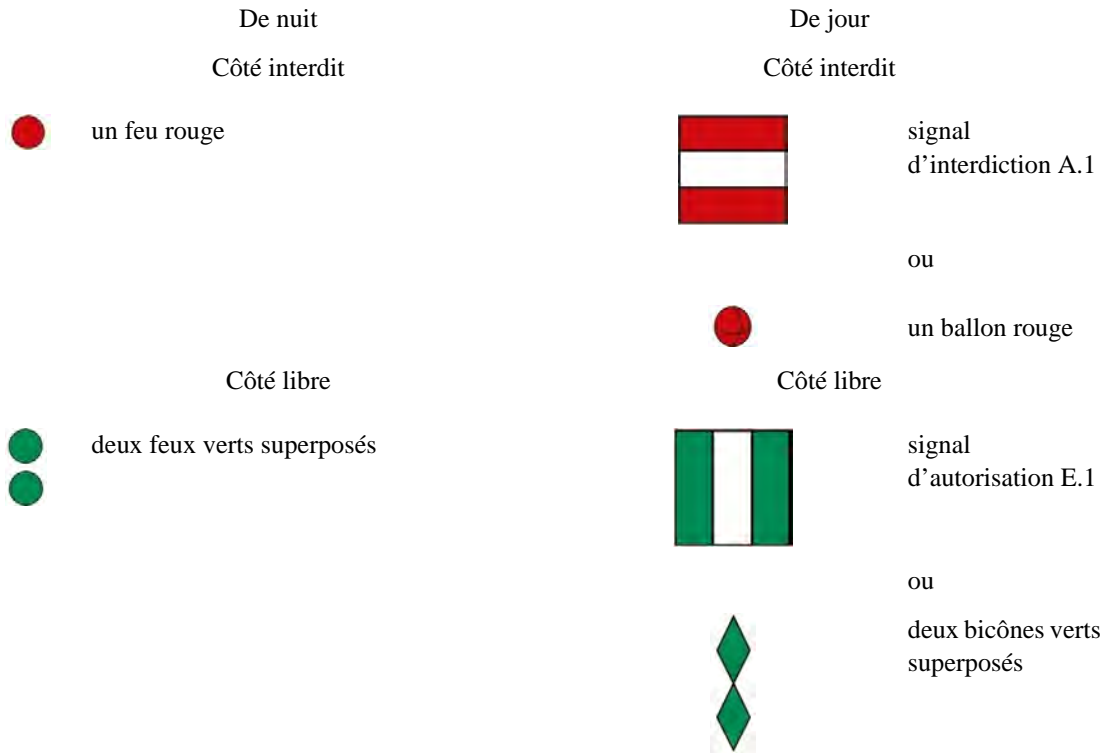 De nuit
De jour
Côté interdit
Côté interdit
un feu rouge
signal
d’interdiction A.1
ou
un ballon rouge
Côté libre
Côté libre
deux feux verts superposés
signal
d’autorisation E.1
ou
deux bicônes verts
superposés